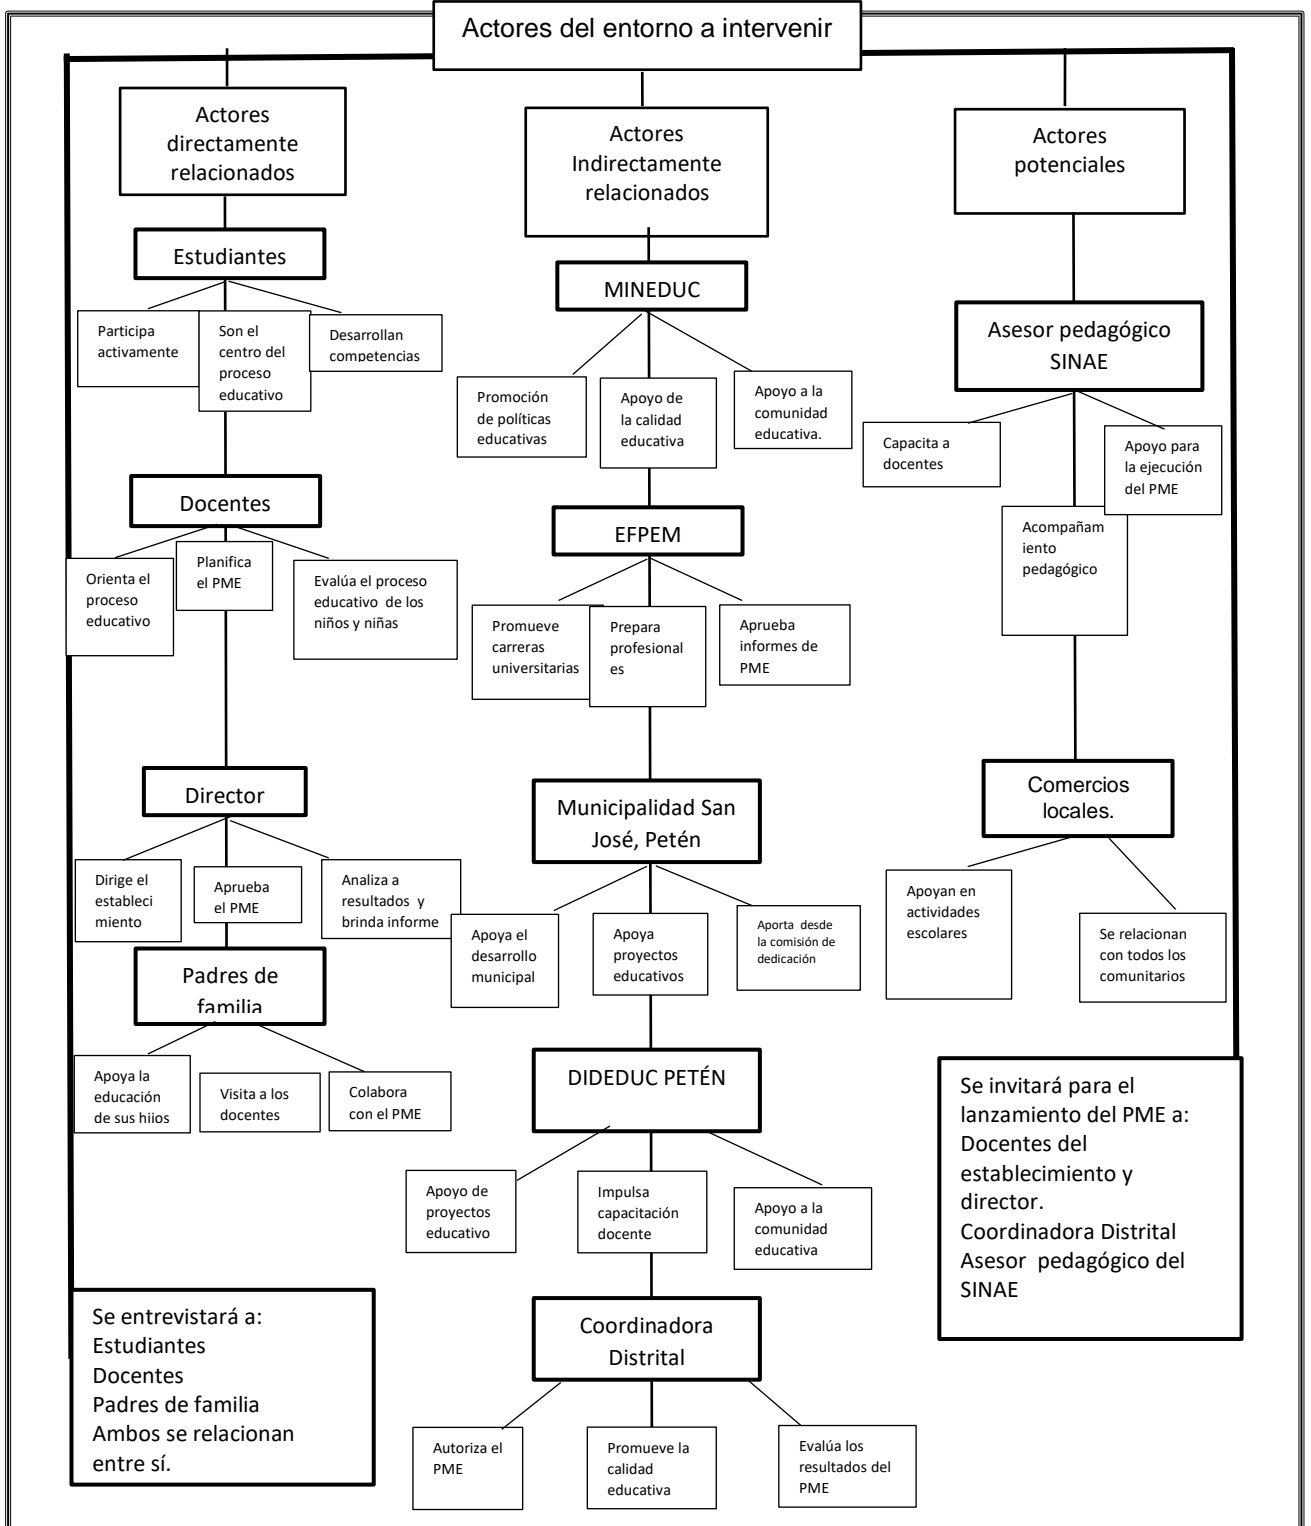 Actores del entorno a intervenir
Actores
directamente
relacionados
Estudiantes
Participa
activamente
Son el
centro del
proceso
educativo
Desarrollan
competencias
Docentes
Orienta el
proceso
educativo
Planifica
el PME
Evalúa el proceso
educativo de los
niños y niñas
Director
Dirige el
estableci
miento
Aprueba
el PME
Analiza a
resultados y
brinda informe
Padres de
familia
Apoya la
educación
de sus hijos
Visita a los
docentes
Colabora
con el PME
Se entrevistará a:
Estudiantes
Docentes
Padres de familia
Ambos se relacionan
entre sí.
Actores
Indirectamente
relacionados
MINEDUC
Promoción
de políticas
educativas
Apoyo de
la calidad
educativa
Apoyo a la
comunidad
educativa.
EFPEM
Promueve
carreras
universitarias
Prepara
profesional
es
Aprueba
informes de
PME
Municipalidad San
José, Petén
Apoya el
desarrollo
municipal
Apoya
proyectos
educativos
Aporta desde
la comisión de
dedicación
DIDEDUC PETÉN
Apoyo de
proyectos
educativo
Impulsa
capacitación
docente
Apoyo a la
comunidad
educativa
Coordinadora
Distrital
Autoriza el
PME
Promueve la
calidad
educativa
Evalúa los
resultados del
PME
Actores
potenciales
Asesor pedagógico
SINAE
Capacita a
docentes
Acompañam
iento
pedagógico
Apoyo para
la ejecución
del PME
Comercios
locales.
Apoyan en
actividades
escolares
Se relacionan
con todos los
comunitarios
Se invitará para el
lanzamiento del PME a:
Docentes del
establecimiento y
director.
Coordinadora Distrital
Asesor pedagógico del
SINAE